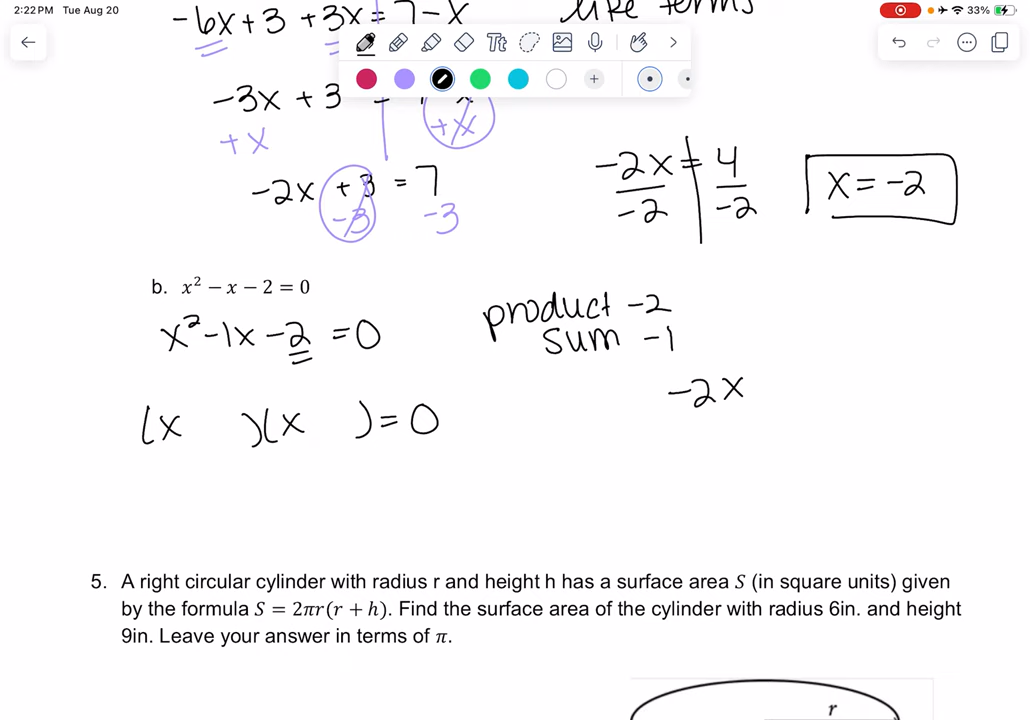 2:22 PM Tue Aug 20 33%
-6x + 3 + 3x = 7 - x like terms
Tt
-3x + 3
+x +x
-2x + 3 = 7
-3 -3
-2x = 4
-2 -2
x = -2
b. x² − x − 2 = 0
x² - 1x - 2 = 0
product -2
sum -1
-2x
(x )(x ) = 0
5. A right circular cylinder with radius r and height h has a surface area S (in square units) given
by the formula S = 2πr(r + h). Find the surface area of the cylinder with radius 6in. and height
9in. Leave your answer in terms of π.
r